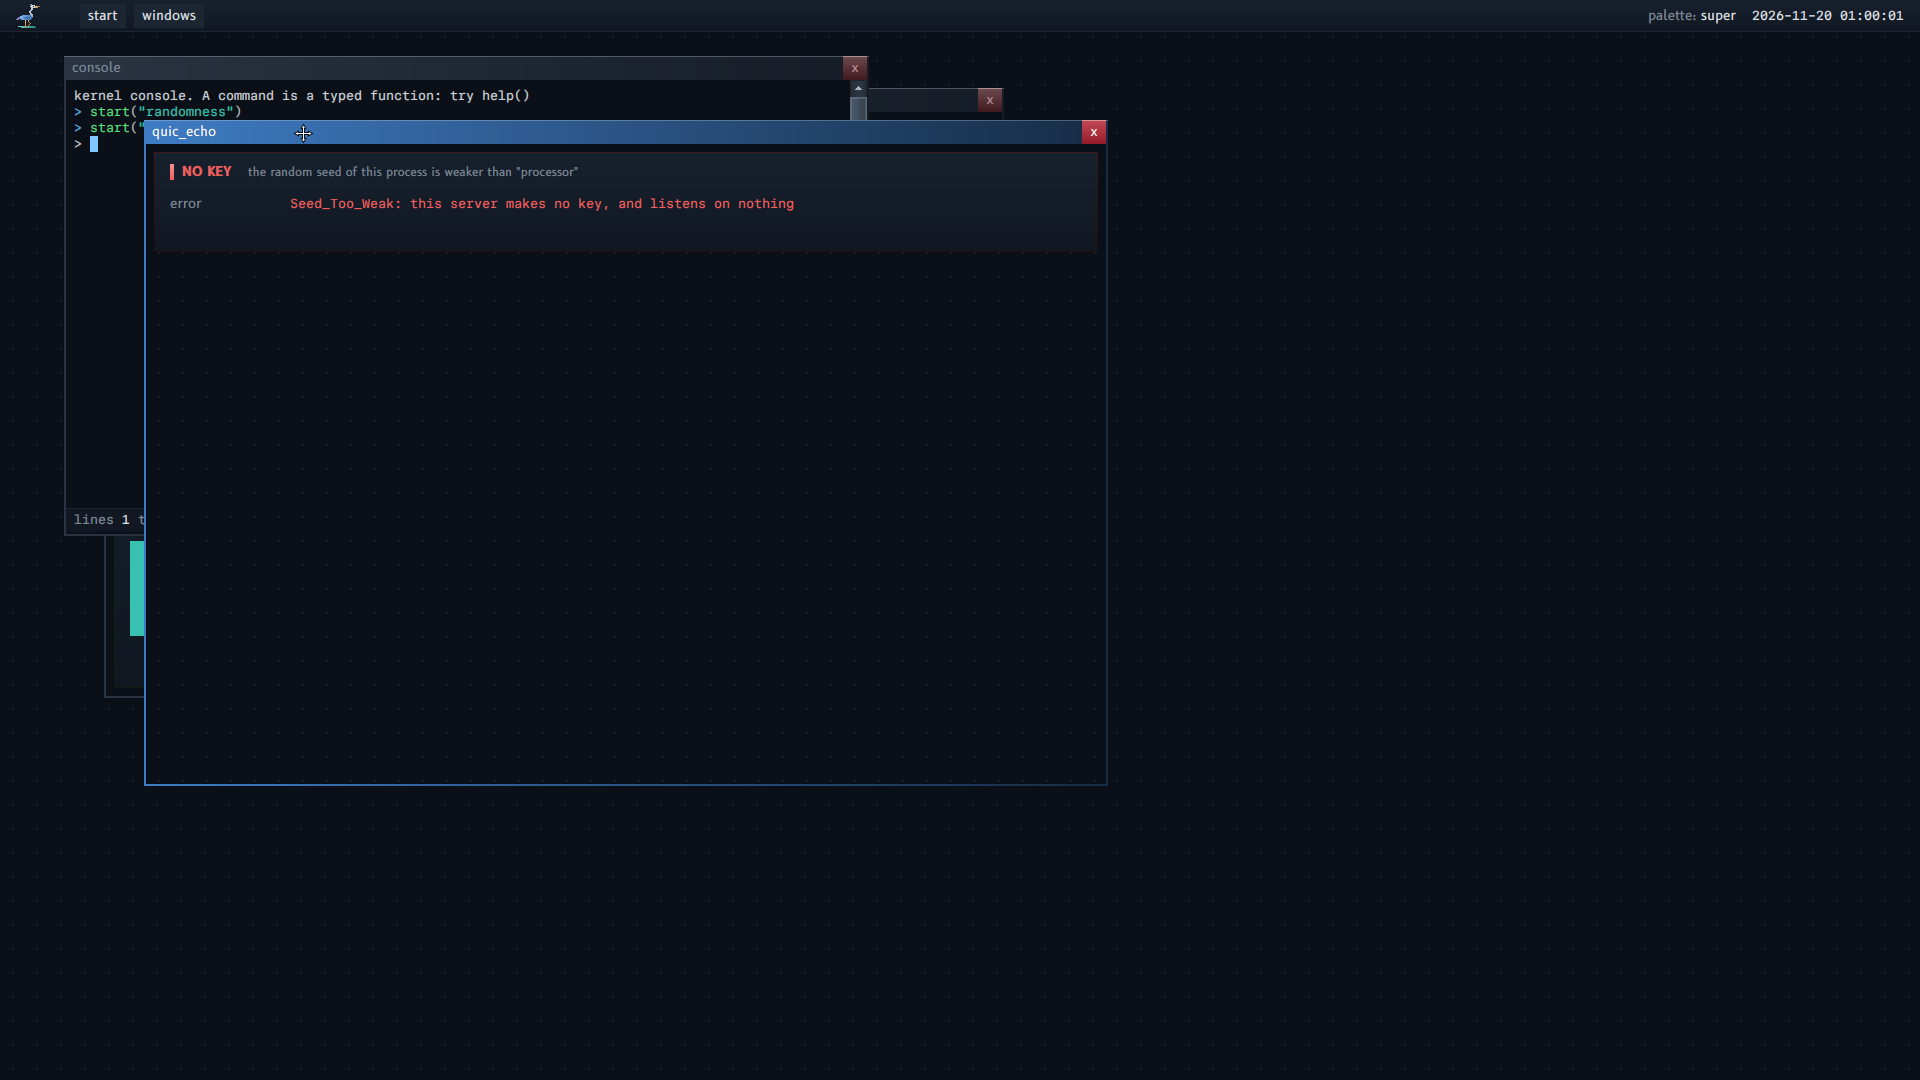 start windows palette: super 2026-11-20 01:00:01
console x
kernel console. A command is a typed function: try help()
x
> start("randomness")
> start("
quic_echo x
>
NO KEY the random seed of this process is weaker than "processor"
error Seed_Too_Weak: this server makes no key, and listens on nothing
lines 1 t